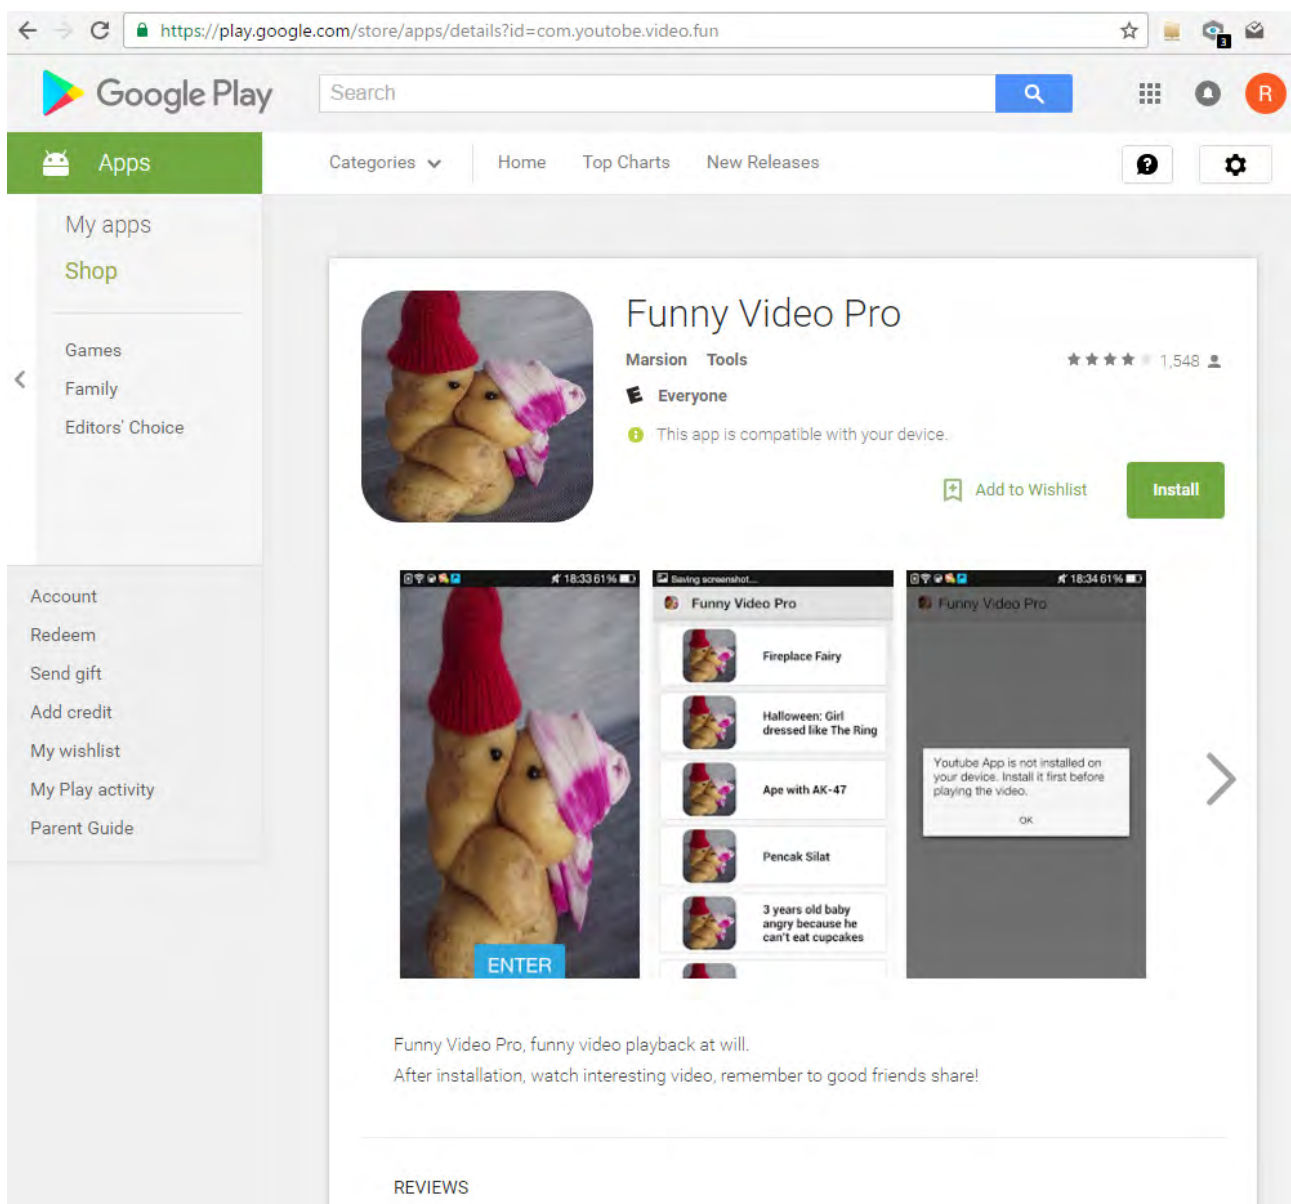 https://play.google.com/store/apps/details?id=com.youtobe.video.fun
3
Google Play
Search
R
Apps
Categories
Home
Top Charts
New Releases
My apps
Shop
Games
Family
Editors' Choice
Account
Redeem
Send gift
Add credit
My wishlist
My Play activity
Parent Guide
Funny Video Pro
Marsion Tools
1,548
E Everyone
This app is compatible with your device.
Add to Wishlist
Install
18:33 61%
ENTER
Saving screenshot...
Funny Video Pro
Fireplace Fairy
Halloween: Girl
dressed like The Ring
Ape with AK-47
Pencak Silat
3 years old baby
angry because he
can't eat cupcakes
18:34 61%
Funny Video Pro
Youtube App is not installed on
your device. Install it first before
playing the video.
OK
Funny Video Pro, funny video playback at will.
After installation, watch interesting video, remember to good friends share!
REVIEWS